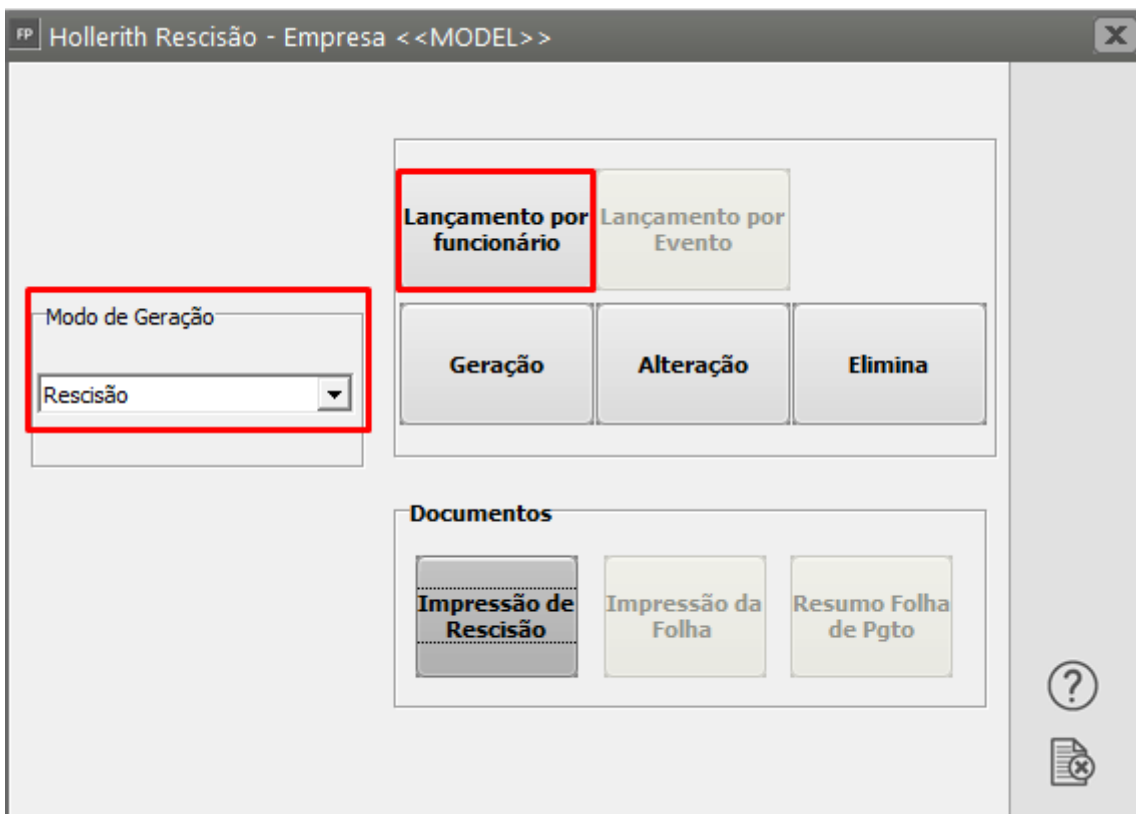 FP Hollerith Rescisão - Empresa <<MODEL>>
Lançamento por
funcionário
Lançamento por
Evento
Modo de Geração
Rescisão
Geração
Alteração
Elimina
Documentos
Impressão de
Rescisão
Impressão da
Folha
Resumo Folha
de Pgto
?